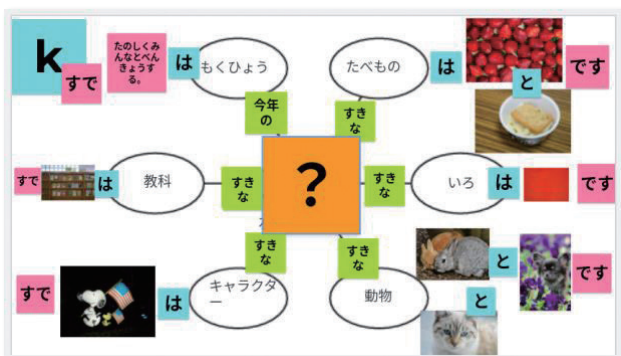 k
すで
たのしくみ
んなとべん
きょうす
る。
は
もくひょう
今年
の
たべもの
は
と
です
すき
な
すで
は
教科
すき
な
?
すき
な
いろ
は
です
すで
は
キャラクタ
ー
すき
な
すき
な
動物
と
と
です